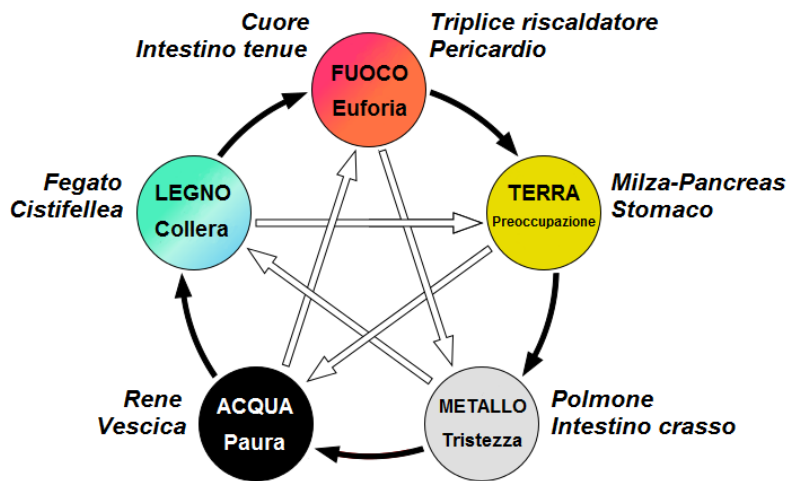 Cuore
Intestino tenue
Triplice riscaldatore
Pericardio
FUOCO
Euforia
Fegato
Cistifellea
LEGNO
Collera
TERRA
Preoccupazione
Milza-Pancreas
Stomaco
Rene
Vescica
ACQUA
Paura
METALLO
Tristezza
Polmone
Intestino crasso